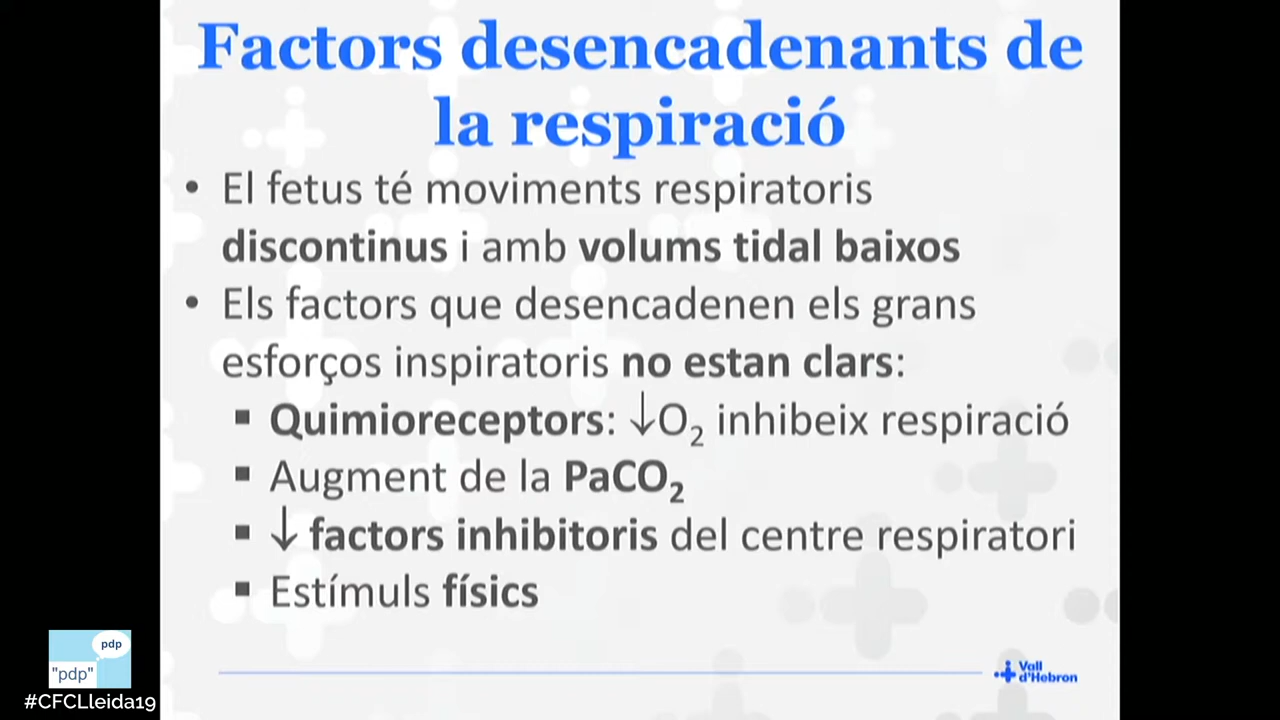 Factors desencadenants de
la respiració
• El fetus té moviments respiratoris
discontinus i amb volums tidal baixos
• Els factors que desencadenen els grans
esforços inspiratoris no estan clars:
▪ Quimioreceptors: ↓O₂ inhibeix respiració
▪ Augment de la PaCO₂
▪ ↓ factors inhibitoris del centre respiratori
▪ Estímuls físics
pdp
"pdp"
#CFCLleida19
Vall
d'Hebron